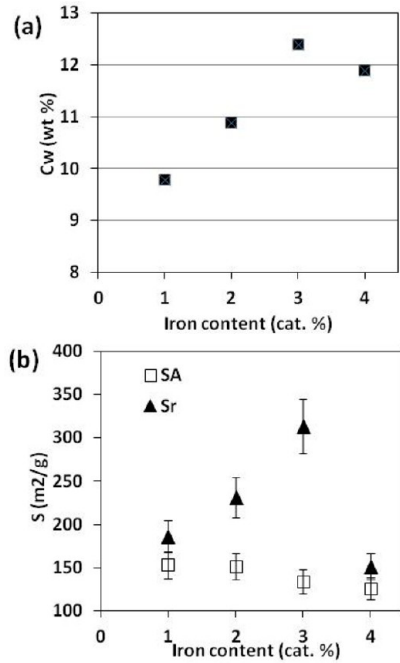 (a)
13
12
11
10
9
8
Cw (wt %)
0 1 2 3 4
Iron content (cat. %)
(b)
400
350
300
250
200
150
100
S (m2/g)
SA
Sr
0 1 2 3 4
Iron content (cat. %)